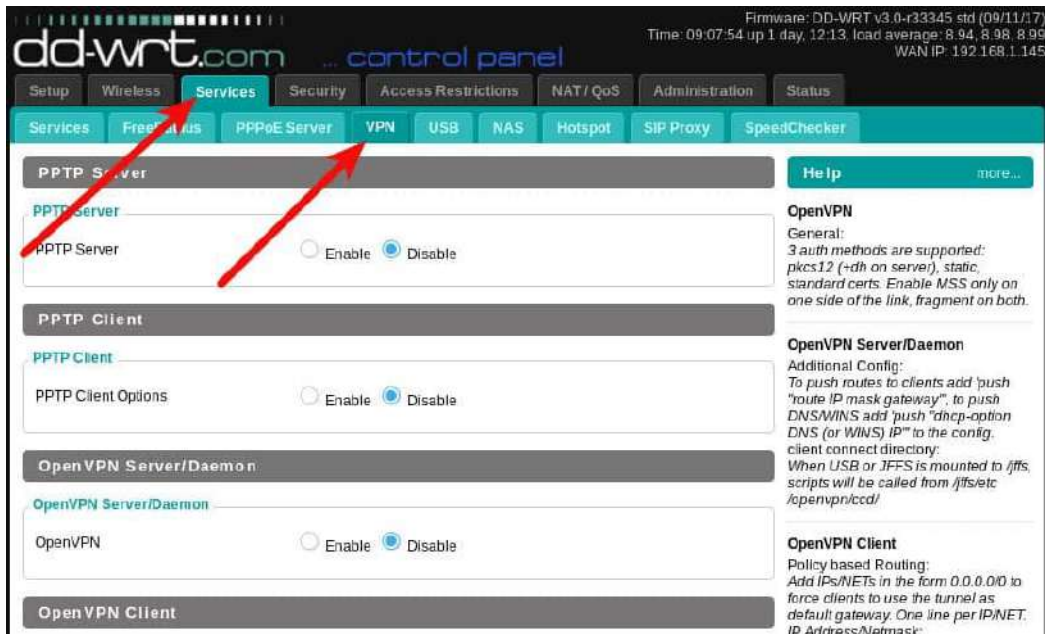 Firmware: DD-WRT v3.0-r33345 std (09/11/17)
Time: 09:07:54 up 1 day, 12:13, load average: 8.94, 8.98, 8.99
WAN IP: 192.168.1.145
dd-wrt.com ... control panel
Setup Wireless Services Security Access Restrictions NAT / QoS Administration Status
Services PPPoE Server VPN USB NAS Hotspot SIP Proxy SpeedChecker
PPTP Server
PPTP Server
PPTP Server Enable Disable
PPTP Client
PPTP Client
PPTP Client Options Enable Disable
OpenVPN Server/Daemon
OpenVPN Server/Daemon
OpenVPN Enable Disable
OpenVPN Client
Help more...
OpenVPN
General:
3 auth methods are supported:
pkcs12 (+dh on server), static,
standard certs. Enable MSS only on
one side of the link, fragment on both.
OpenVPN Server/Daemon
Additional Config:
To push routes to clients add 'push
"route IP mask gateway"', to push
DNS/WINS add 'push "dhcp-option
DNS (or WINS) IP"' to the config.
client connect directory:
When USB or JFFS is mounted to /jffs,
scripts will be called from /jffs/etc
/openvpn/ccd/
OpenVPN Client
Policy based Routing:
Add IPs/NETs in the form 0.0.0.0/0 to
force clients to use the tunnel as
default gateway. One line per IP/NET.
IP Address/Netmask: